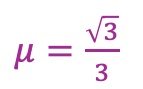 μ = √3/3